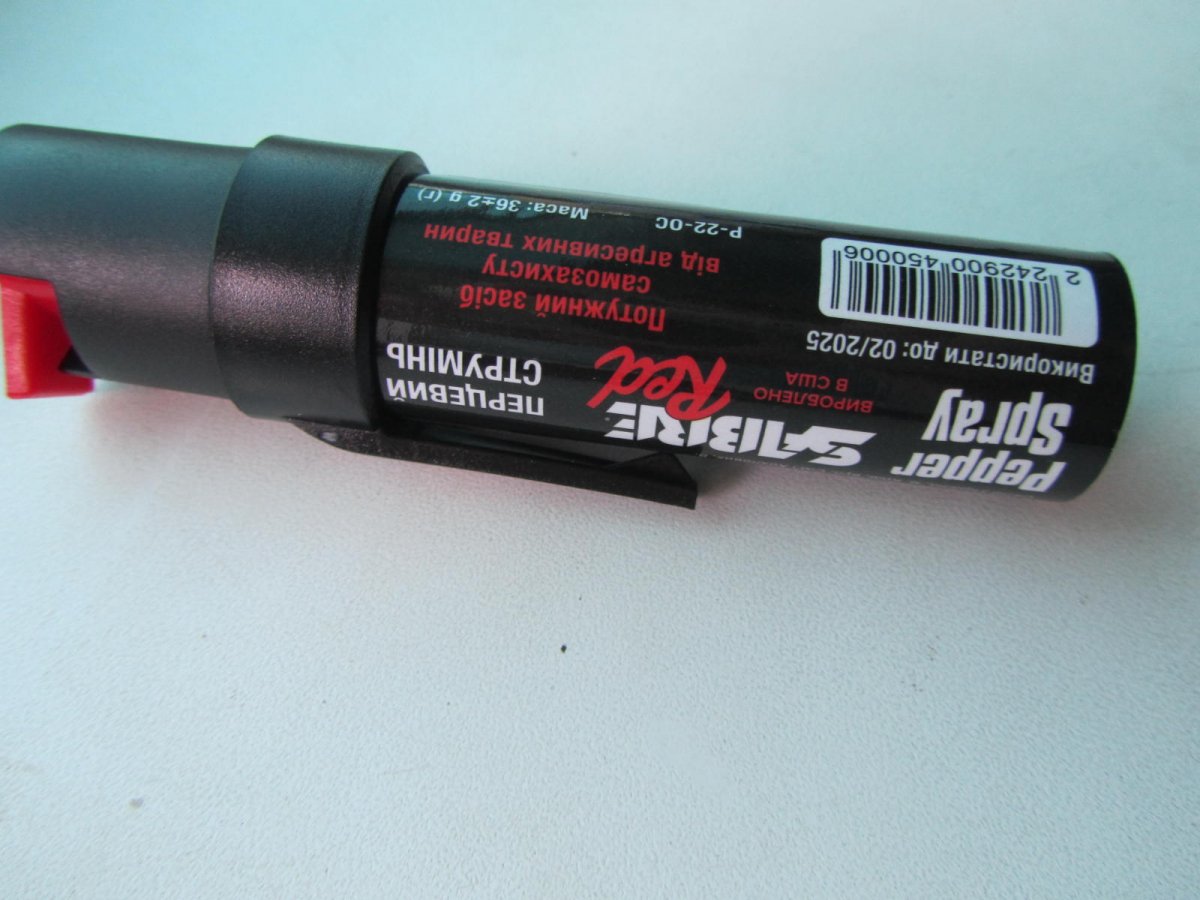 Pepper
Spray
SABRE
Red
ВИРОБЛЕНО
В США
ПЕРЦЕВИЙ
СТРУМІНЬ
Використати до: 02/2025
Потужний засіб
самозахисту
від агресивних тварин
2 242900 450006
P-22-OC
Маса: 36±2 g (г)